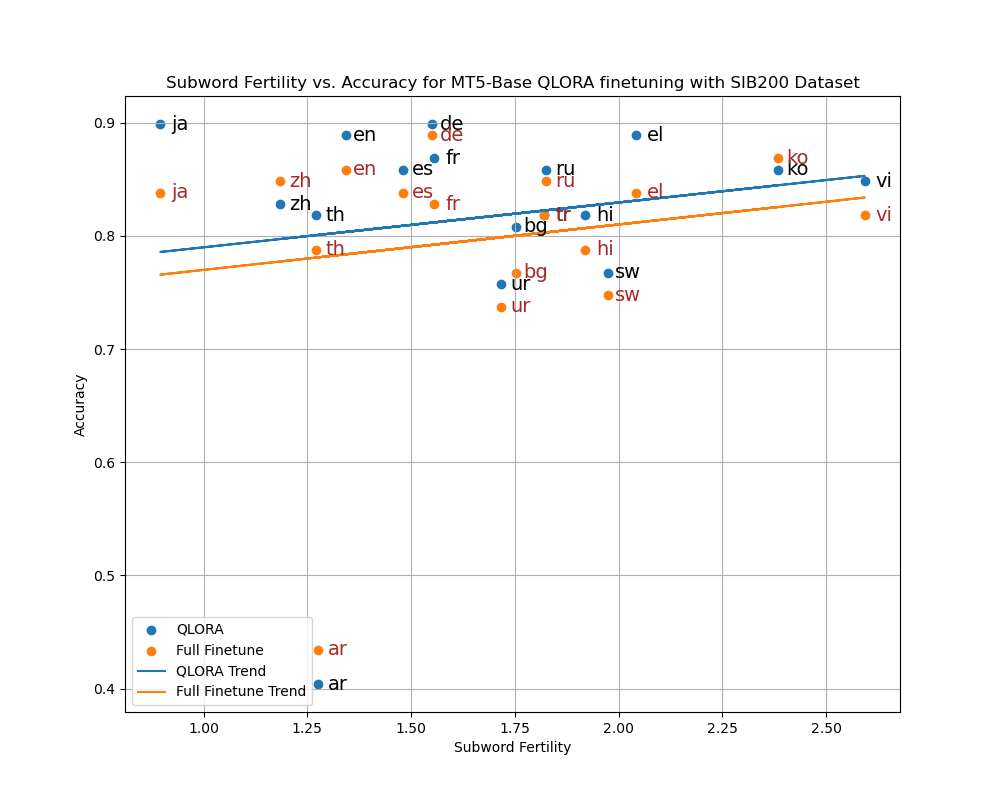 Subword Fertility vs. Accuracy for MT5-Base QLORA finetuning with SIB200 Dataset
0.9
0.8
0.7
0.6
0.5
0.4
Accuracy
ja
en
de
de
el
fr
ko
en
es
ru
ko
zh
ru
vi
ja
es
el
zh
fr
th
tr
hi
vi
bg
th
hi
bg
sw
ur
sw
ur
ar
ar
QLORA
Full Finetune
QLORA Trend
Full Finetune Trend
1.00 1.25 1.50 1.75 2.00 2.25 2.50
Subword Fertility